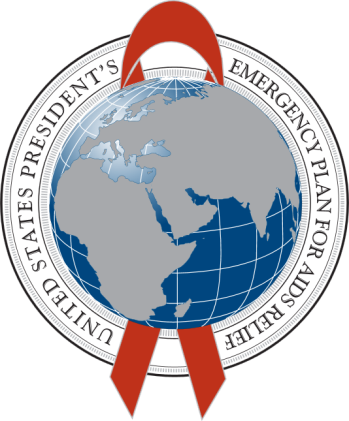 UNITED STATES PRESIDENT'S
EMERGENCY PLAN FOR AIDS RELIEF